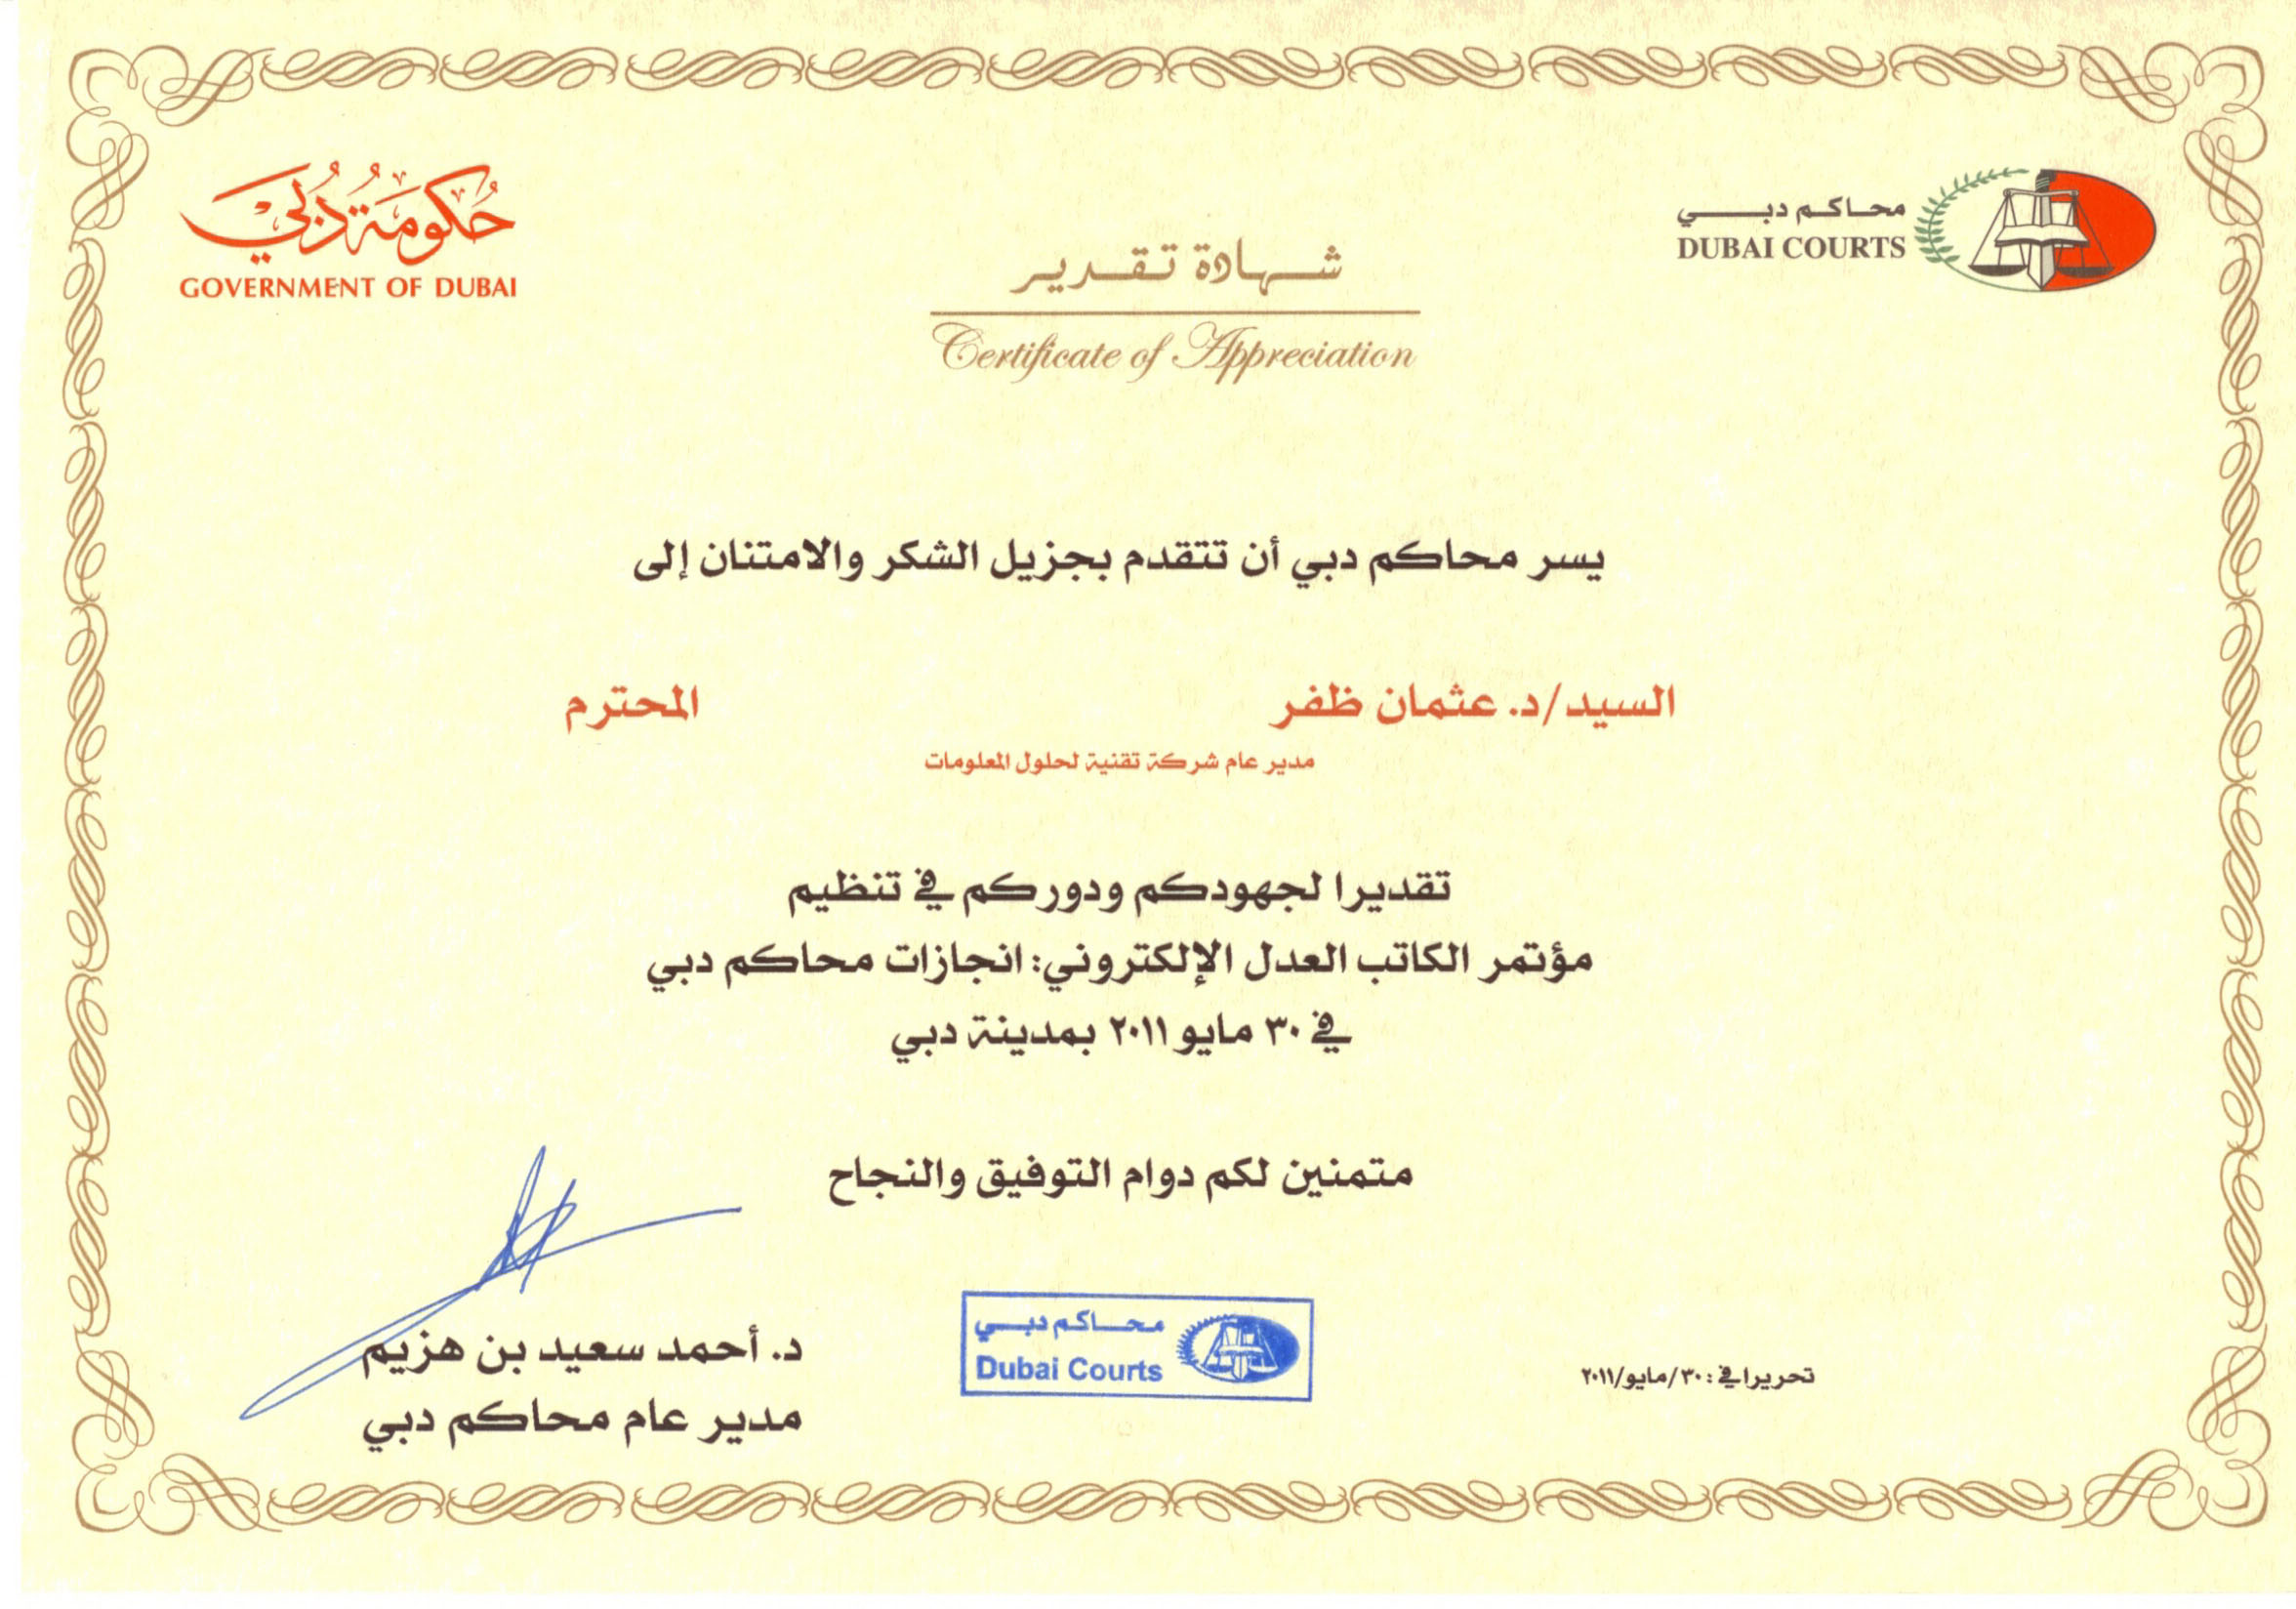 حكومة دبي
GOVERNMENT OF DUBAI
محاكم دبي
DUBAI COURTS
شهادة تقدير
Certificate of Appreciation
يسر محاكم دبي أن تتقدم بجزيل الشكر والامتنان إلى
السيد/د. عثمان ظفر المحترم
مدير عام شركة تقنية لحلول المعلومات
تقديرا لجهودكم ودوركم في تنظيم
مؤتمر الكاتب العدل الإلكتروني: انجازات محاكم دبي
في ٣٠ مايو ٢٠١١ بمدينة دبي
متمنين لكم دوام التوفيق والنجاح
د. أحمد سعيد بن هزيم
مدير عام محاكم دبي
محاكم دبي
Dubai Courts
تحريرا في : ٣٠/مايو/٢٠١١